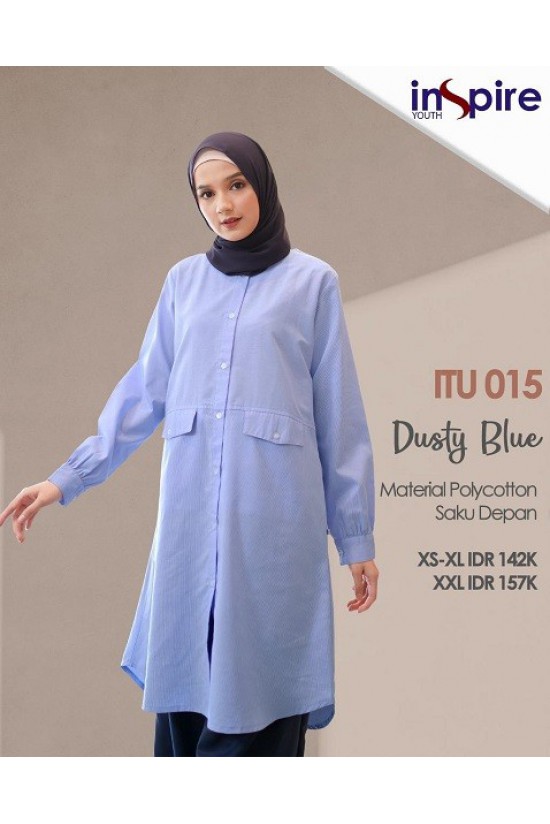 inSpire
YOUTH
ITU 015
Dusty Blue
Material Polycotton
Saku Depan
XS-XL IDR 142K
XXL IDR 157K